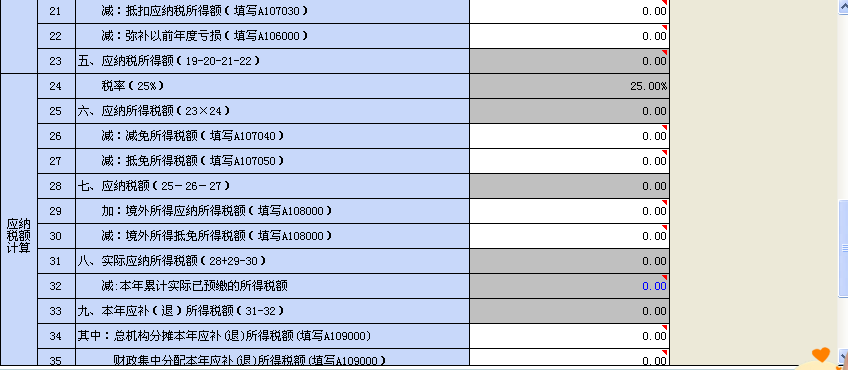 21 减：抵扣应纳税所得额（填写A107030） 0.00
22 减：弥补以前年度亏损（填写A106000） 0.00
23 五、应纳税所得额（19-20-21-22） 0.00
24 税率（25%） 25.00%
25 六、应纳所得税额（23×24） 0.00
26 减：减免所得税额（填写A107040） 0.00
27 减：抵免所得税额（填写A107050） 0.00
28 七、应纳税额（25－26－27） 0.00
应纳
税额
计算
29 加：境外所得应纳所得税额（填写A108000） 0.00
30 减：境外所得抵免所得税额（填写A108000） 0.00
31 八、实际应纳所得税额（28+29-30） 0.00
32 减:本年累计实际已预缴的所得税额 0.00
33 九、本年应补（退）所得税额（31-32） 0.00
34 其中：总机构分摊本年应补(退)所得税额(填写A109000) 0.00
35 财政集中分配本年应补(退)所得税额(填写A109000) 0.00